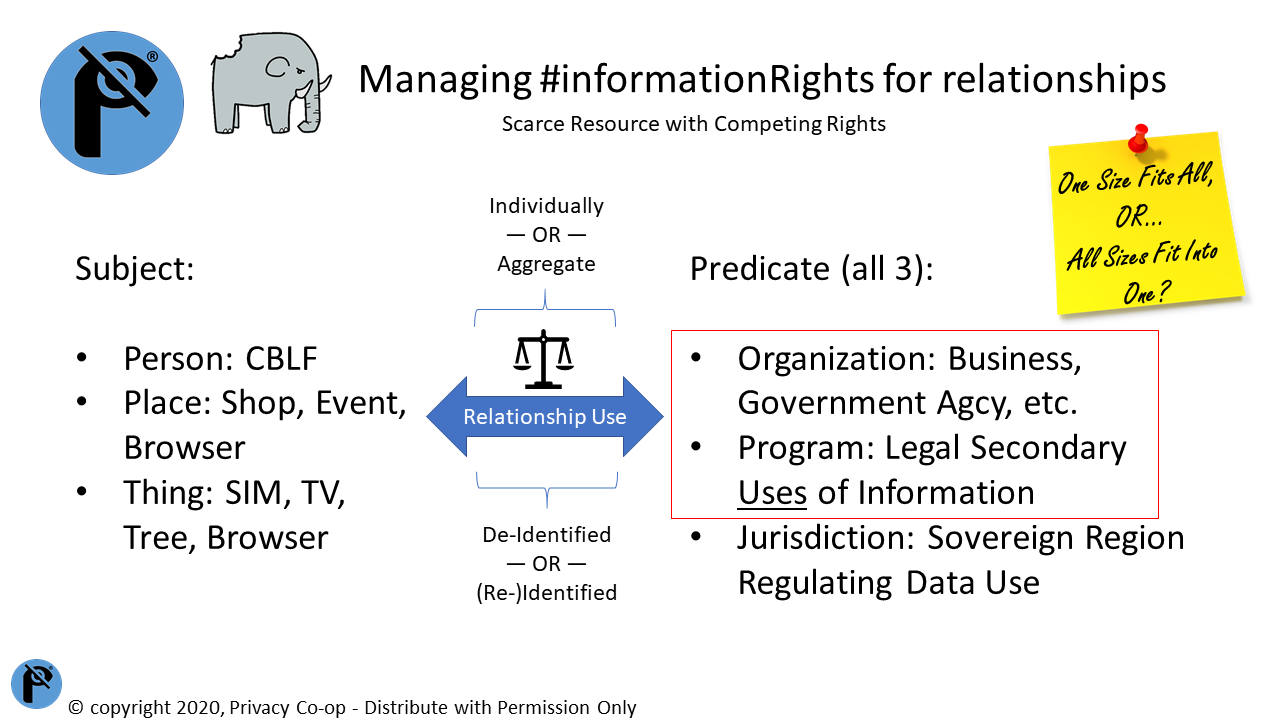 Managing #informationRights for relationships
Scarce Resource with Competing Rights
One Size Fits All,
OR...
All Sizes Fit Into
One?
Subject:
• Person: CBLF
• Place: Shop, Event,
Browser
• Thing: SIM, TV,
Tree, Browser
Individually
— OR —
Aggregate
Relationship Use
De-Identified
— OR —
(Re-)Identified
Predicate (all 3):
• Organization: Business,
Government Agcy, etc.
• Program: Legal Secondary
Uses of Information
• Jurisdiction: Sovereign Region
Regulating Data Use
© copyright 2020, Privacy Co-op - Distribute with Permission Only